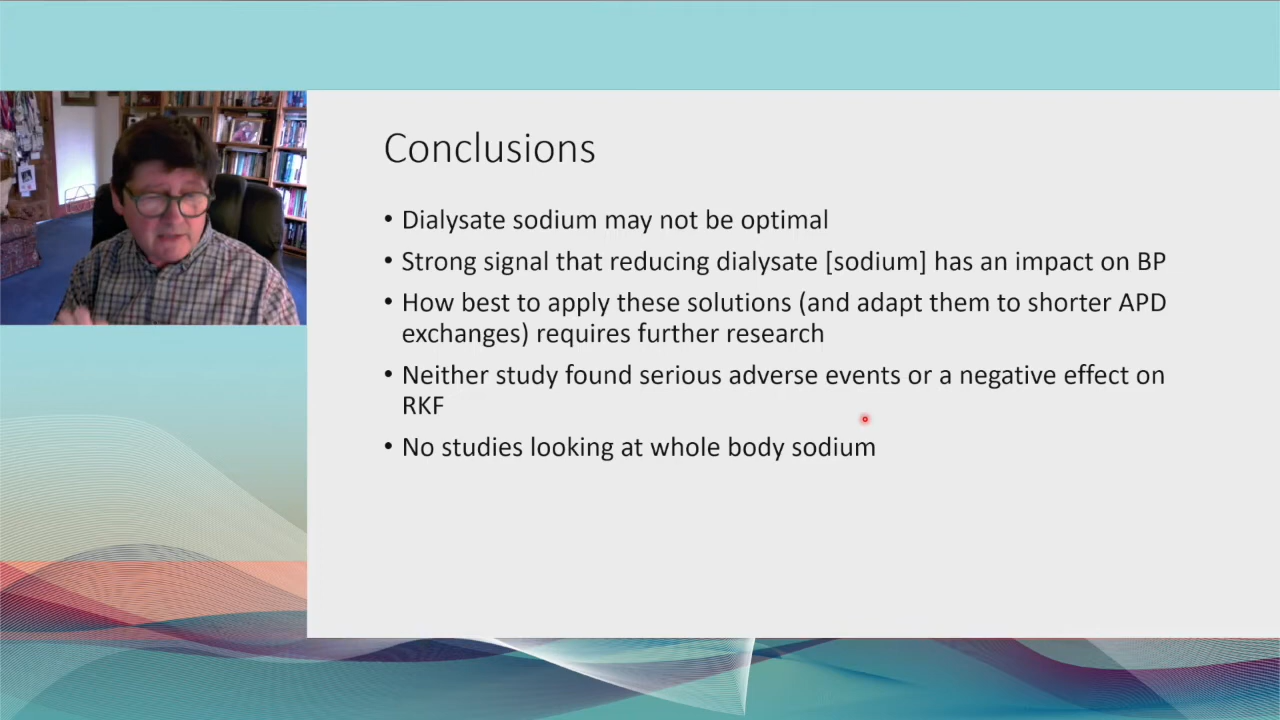 Conclusions
• Dialysate sodium may not be optimal
• Strong signal that reducing dialysate [sodium] has an impact on BP
• How best to apply these solutions (and adapt them to shorter APD
exchanges) requires further research
• Neither study found serious adverse events or a negative effect on
RKF
• No studies looking at whole body sodium